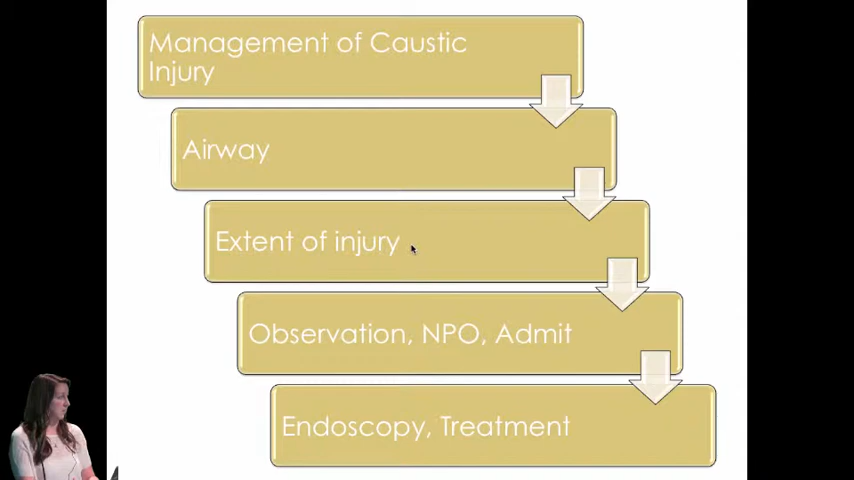 Management of Caustic
Injury
Airway
Extent of injury
Observation, NPO, Admit
Endoscopy, Treatment